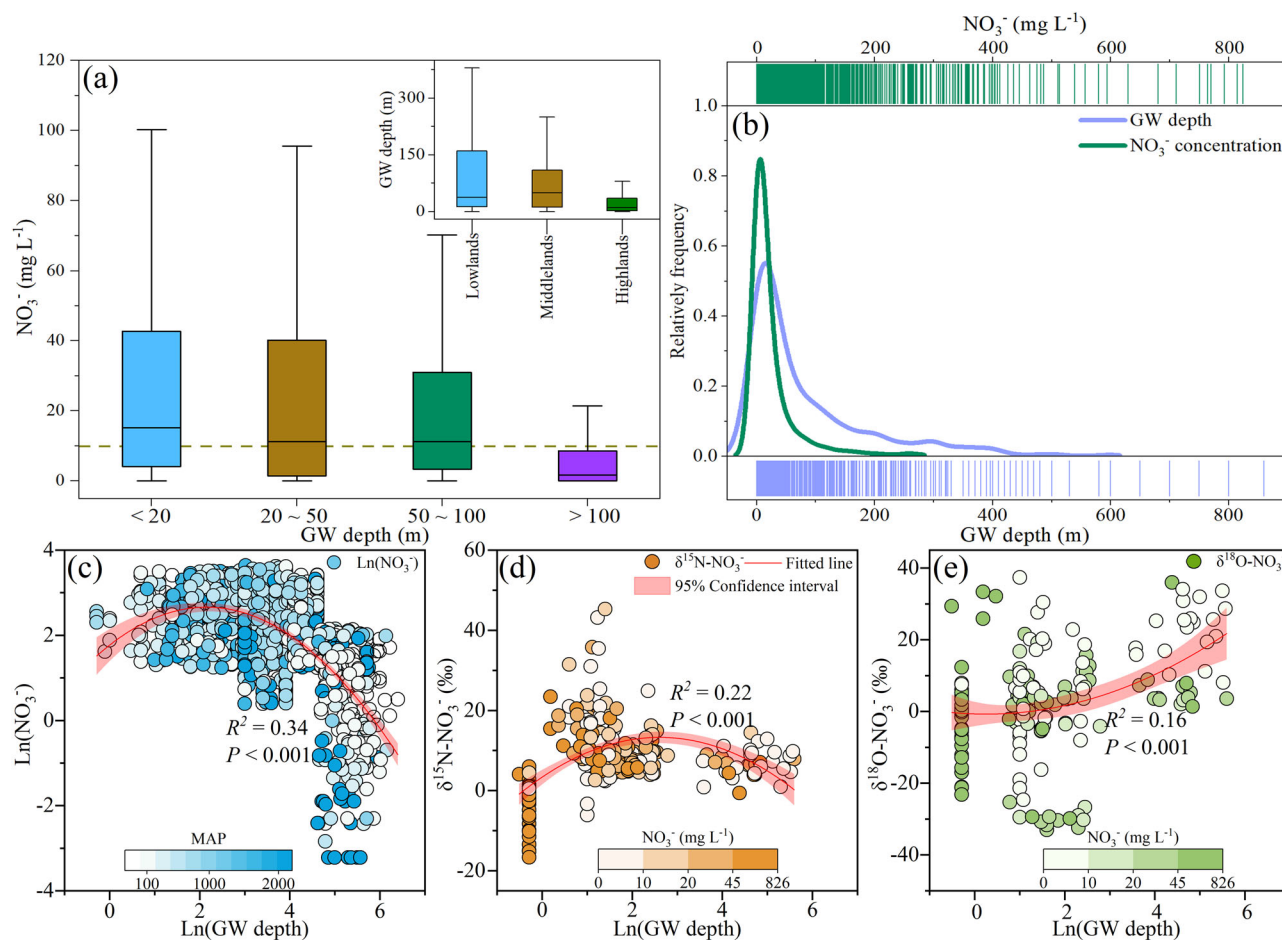 (a)
NO₃⁻ (mg L⁻¹)
120
100
80
60
40
20
0
GW depth (m)
300
150
0
Lowlands
Middlelands
Highlands
< 20
20 ~ 50
50 ~ 100
> 100
GW depth (m)
NO₃⁻ (mg L⁻¹)
0 200 400 600 800
(b)
GW depth
NO₃⁻ concentration
Relatively frequency
1.0
0.8
0.6
0.4
0.2
0.0
0 200 400 600 800
GW depth (m)
(c)
Ln(NO₃⁻)
Ln(NO₃⁻)
4
2
0
-2
-4
R² = 0.34
P < 0.001
MAP
100 1000 2000
0 2 4 6
Ln(GW depth)
(d)
δ¹⁵N-NO₃⁻
Fitted line
95% Confidence interval
δ¹⁵N-NO₃⁻ (‰)
60
40
20
0
-20
R² = 0.22
P < 0.001
NO₃⁻ (mg L⁻¹)
0 10 20 45 826
0 2 4 6
Ln(GW depth)
(e)
δ¹⁸O-NO₃⁻
δ¹⁸O-NO₃⁻ (‰)
40
20
0
-20
-40
R² = 0.16
P < 0.001
NO₃⁻ (mg L⁻¹)
0 10 20 45 826
0 2 4 6
Ln(GW depth)